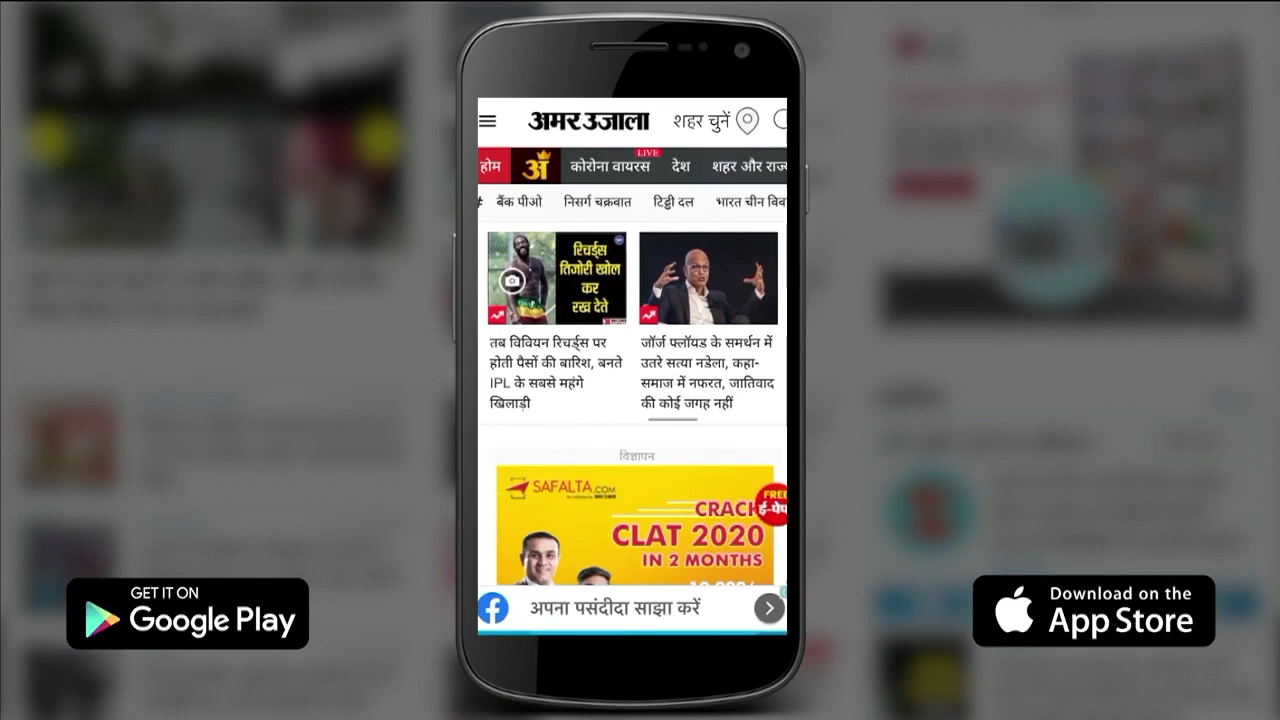 अमर उजाला
शहर चुनें
होम
अ
कोरोना वायरस
LIVE
देश
शहर और राज्
#
बैंक पीओ
निसर्ग चक्रवात
टिड्डी दल
भारत चीन विवा
रिचर्ड्स
तिजोरी खोल
कर
रख देते
तब विवियन रिचर्ड्स पर
होती पैसों की बारिश, बनते
IPL के सबसे महंगे
खिलाड़ी
जॉर्ज फ्लॉयड के समर्थन में
उतरे सत्या नडेला, कहा-
समाज में नफरत, जातिवाद
की कोई जगह नहीं
विज्ञापन
SAFALTA.COM
CRACK
CLAT 2020
IN 2 MONTHS
FREE
ई-पेप
अपना पसंदीदा साझा करें
GET IT ON
Google Play
Download on the
App Store